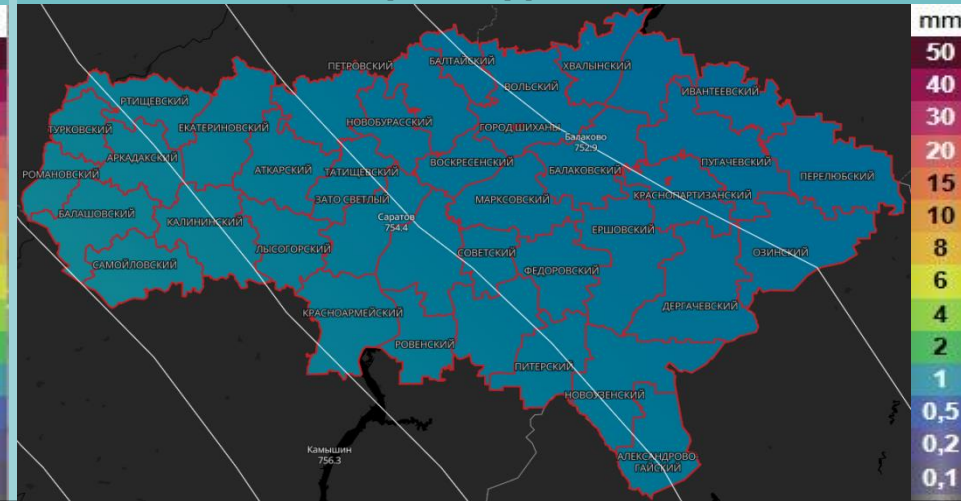 mm
50
40
30
20
15
10
8
6
4
2
1
0,5
0,2
0,1
ПЕТРОВСКИЙ
БАЛТАЙСКИЙ
ХВАЛЫНСКИЙ
ВОЛЬСКИЙ
ИВАНТЕЕВСКИЙ
РТИЩЕВСКИЙ
ТУРКОВСКИЙ
ЕКАТЕРИНОВСКИЙ
НОВОБУРАССКИЙ
ГОРОД ШИХАНЫ
Балаково
752.9
АРКАДАКСКИЙ
РОМАНОВСКИЙ
АТКАРСКИЙ
ТАТИЩЕВСКИЙ
ВОСКРЕСЕНСКИЙ
БАЛАКОВСКИЙ
ПУГАЧЕВСКИЙ
ПЕРЕЛЮБСКИЙ
ЗАТО СВЕТЛЫЙ
МАРКСОВСКИЙ
КРАСНОПАРТИЗАНСКИЙ
БАЛАШОВСКИЙ
КАЛИНИНСКИЙ
Саратов
754.4
ЕРШОВСКИЙ
ЛЫСОГОРСКИЙ
СОВЕТСКИЙ
ОЗИНСКИЙ
САМОЙЛОВСКИЙ
ФЕДОРОВСКИЙ
КРАСНОАРМЕЙСКИЙ
ДЕРГАЧЕВСКИЙ
РОВЕНСКИЙ
ПИТЕРСКИЙ
НОВОУЗЕНСКИЙ
Камышин
756.3
АЛЕКСАНДРОВО
ГАЙСКИЙ